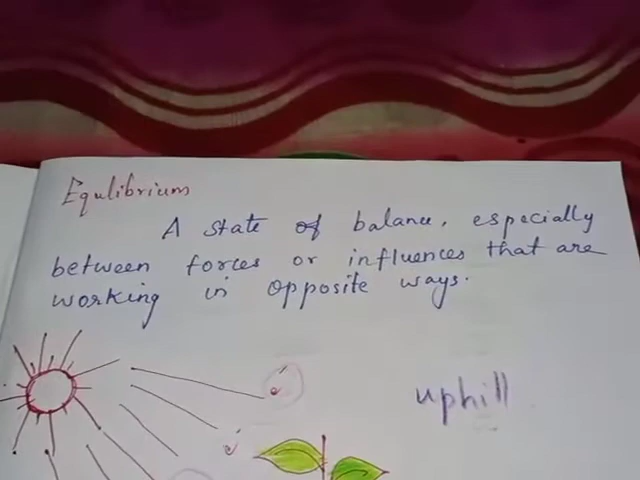 Equlibrium
A state of balance, especially
between forces or influences that are
working in opposite ways.
uphill